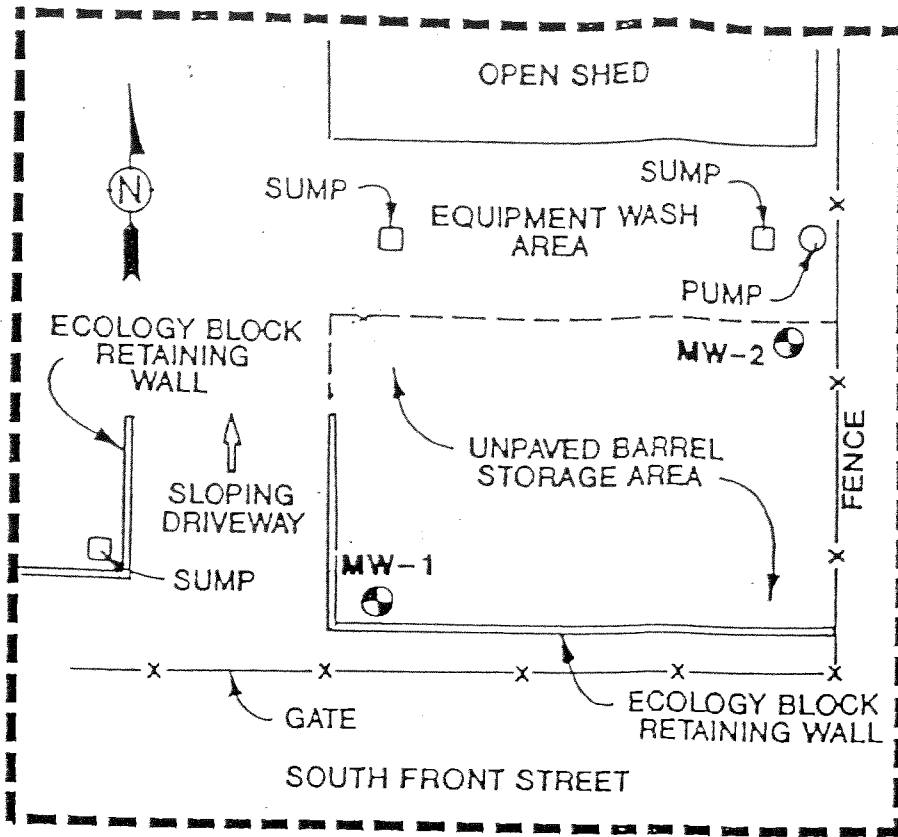 OPEN SHED
SUMP
SUMP
EQUIPMENT WASH
AREA
N
PUMP
ECOLOGY BLOCK
RETAINING
WALL
MW-2
UNPAVED BARREL
STORAGE AREA
FENCE
SLOPING
DRIVEWAY
MW-1
SUMP
GATE
ECOLOGY BLOCK
RETAINING WALL
SOUTH FRONT STREET